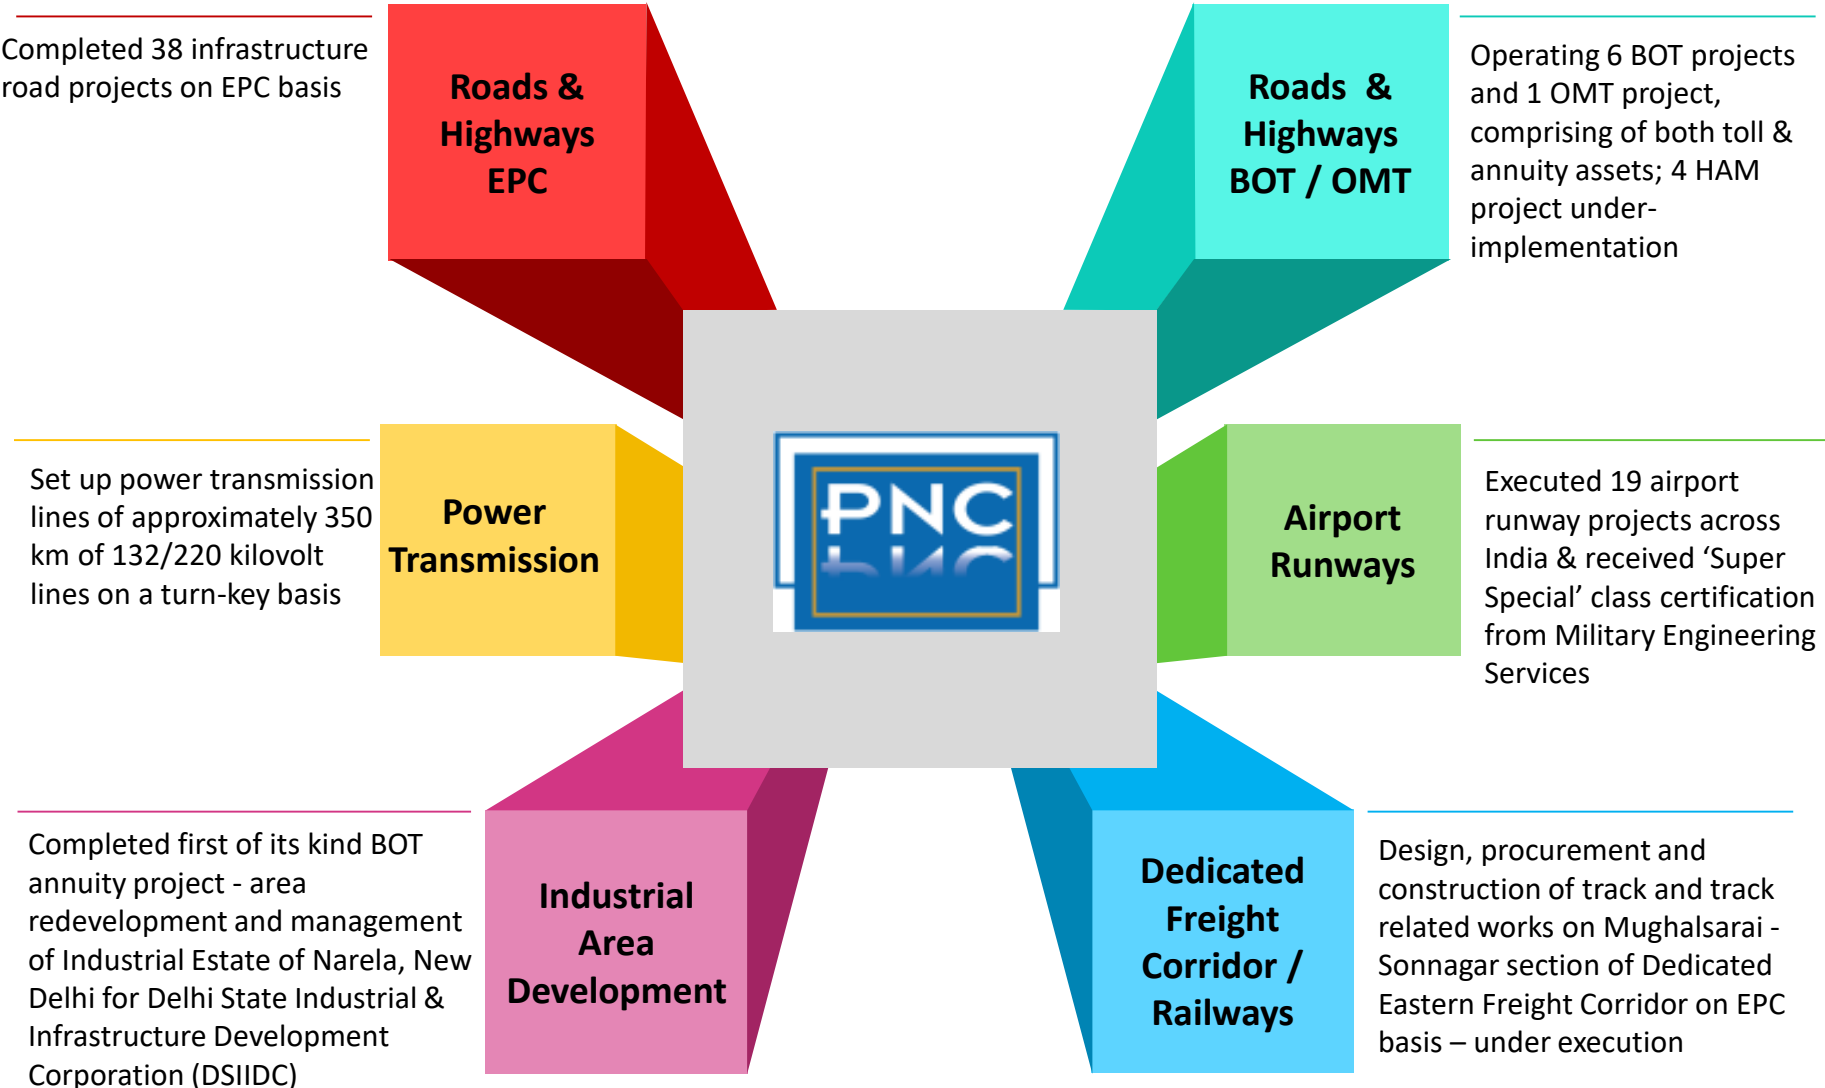 Completed 38 infrastructure
road projects on EPC basis
Roads &
Highways
EPC
Roads &
Highways
BOT / OMT
Operating 6 BOT projects
and 1 OMT project,
comprising of both toll &
annuity assets; 4 HAM
project under-
implementation
Set up power transmission
lines of approximately 350
km of 132/220 kilovolt
lines on a turn-key basis
Power
Transmission
PNC
Airport
Runways
Executed 19 airport
runway projects across
India & received ‘Super
Special’ class certification
from Military Engineering
Services
Completed first of its kind BOT
annuity project - area
redevelopment and management
of Industrial Estate of Narela, New
Delhi for Delhi State Industrial &
Infrastructure Development
Corporation (DSIIDC)
Industrial
Area
Development
Dedicated
Freight
Corridor /
Railways
Design, procurement and
construction of track and track
related works on Mughalsarai -
Sonnagar section of Dedicated
Eastern Freight Corridor on EPC
basis – under execution